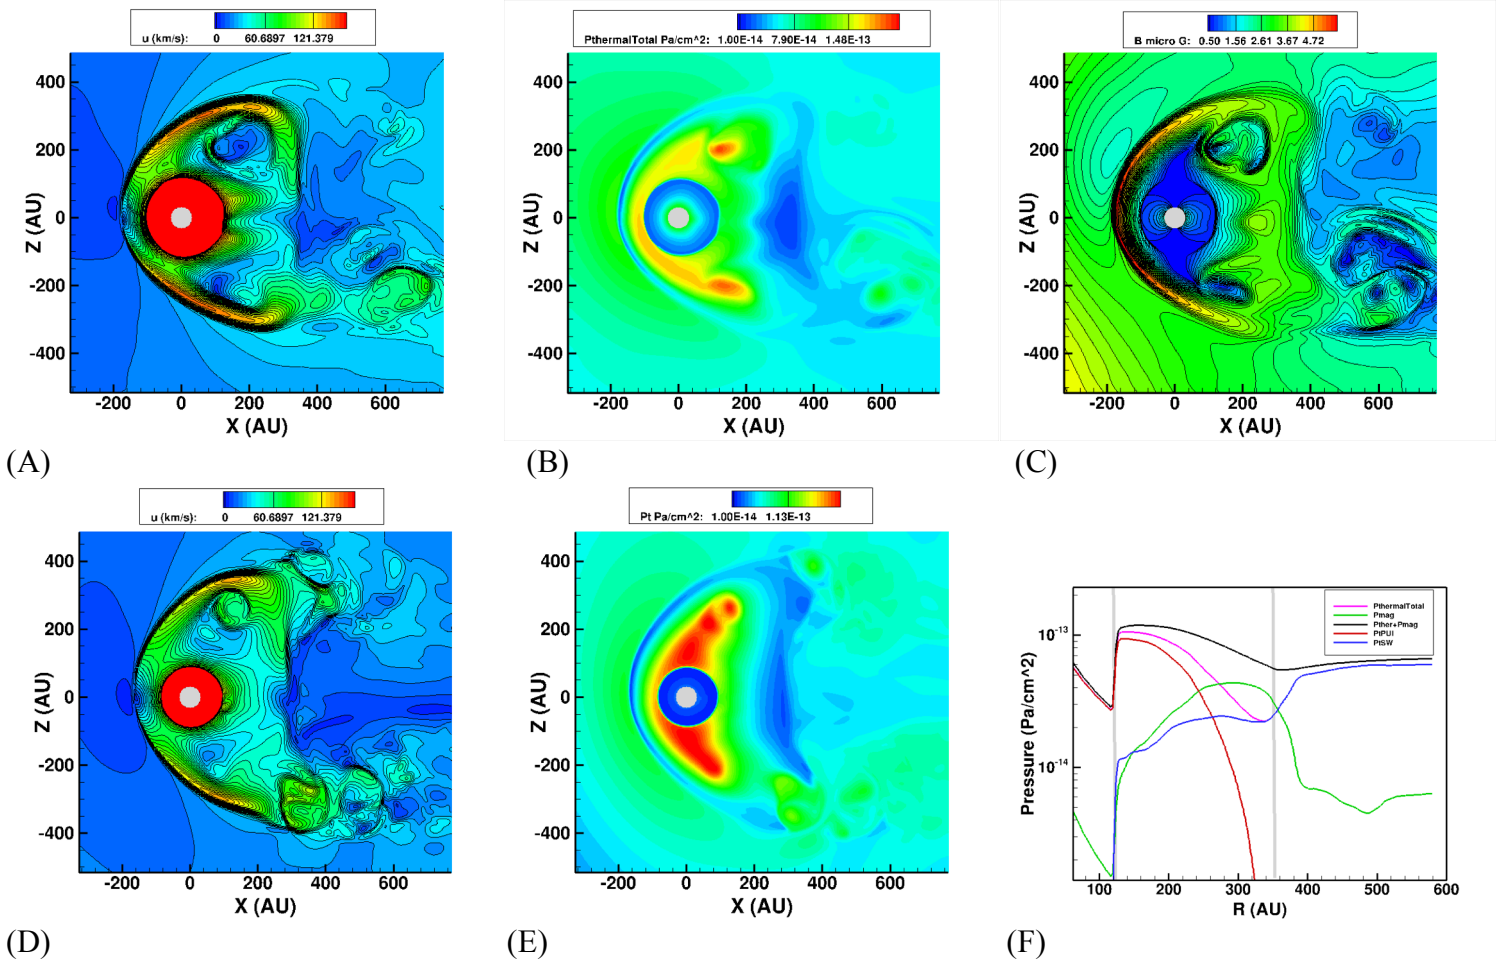 u (km/s): 0 60.6897 121.379
400
200
0
-200
-400
Z (AU)
-200 0 200 400 600
X (AU)
(A)
PthermalTotal Pa/cm^2: 1.00E-14 7.90E-14 1.48E-13
400
200
0
-200
-400
Z (AU)
-200 0 200 400 600
X (AU)
(B)
B micro G: 0.50 1.56 2.61 3.67 4.72
400
200
0
-200
-400
Z (AU)
-200 0 200 400 600
X (AU)
(C)
u (km/s): 0 60.6897 121.379
400
200
0
-200
-400
Z (AU)
-200 0 200 400 600
X (AU)
(D)
Pt Pa/cm^2: 1.00E-14 1.13E-13
400
200
0
-200
-400
Z (AU)
-200 0 200 400 600
X (AU)
(E)
PthermalTotal
Pmag
Pther+Pmag
PtPUI
PtSW
10^-13
10^-14
Pressure (Pa/cm^2)
100 200 300 400 500 600
R (AU)
(F)